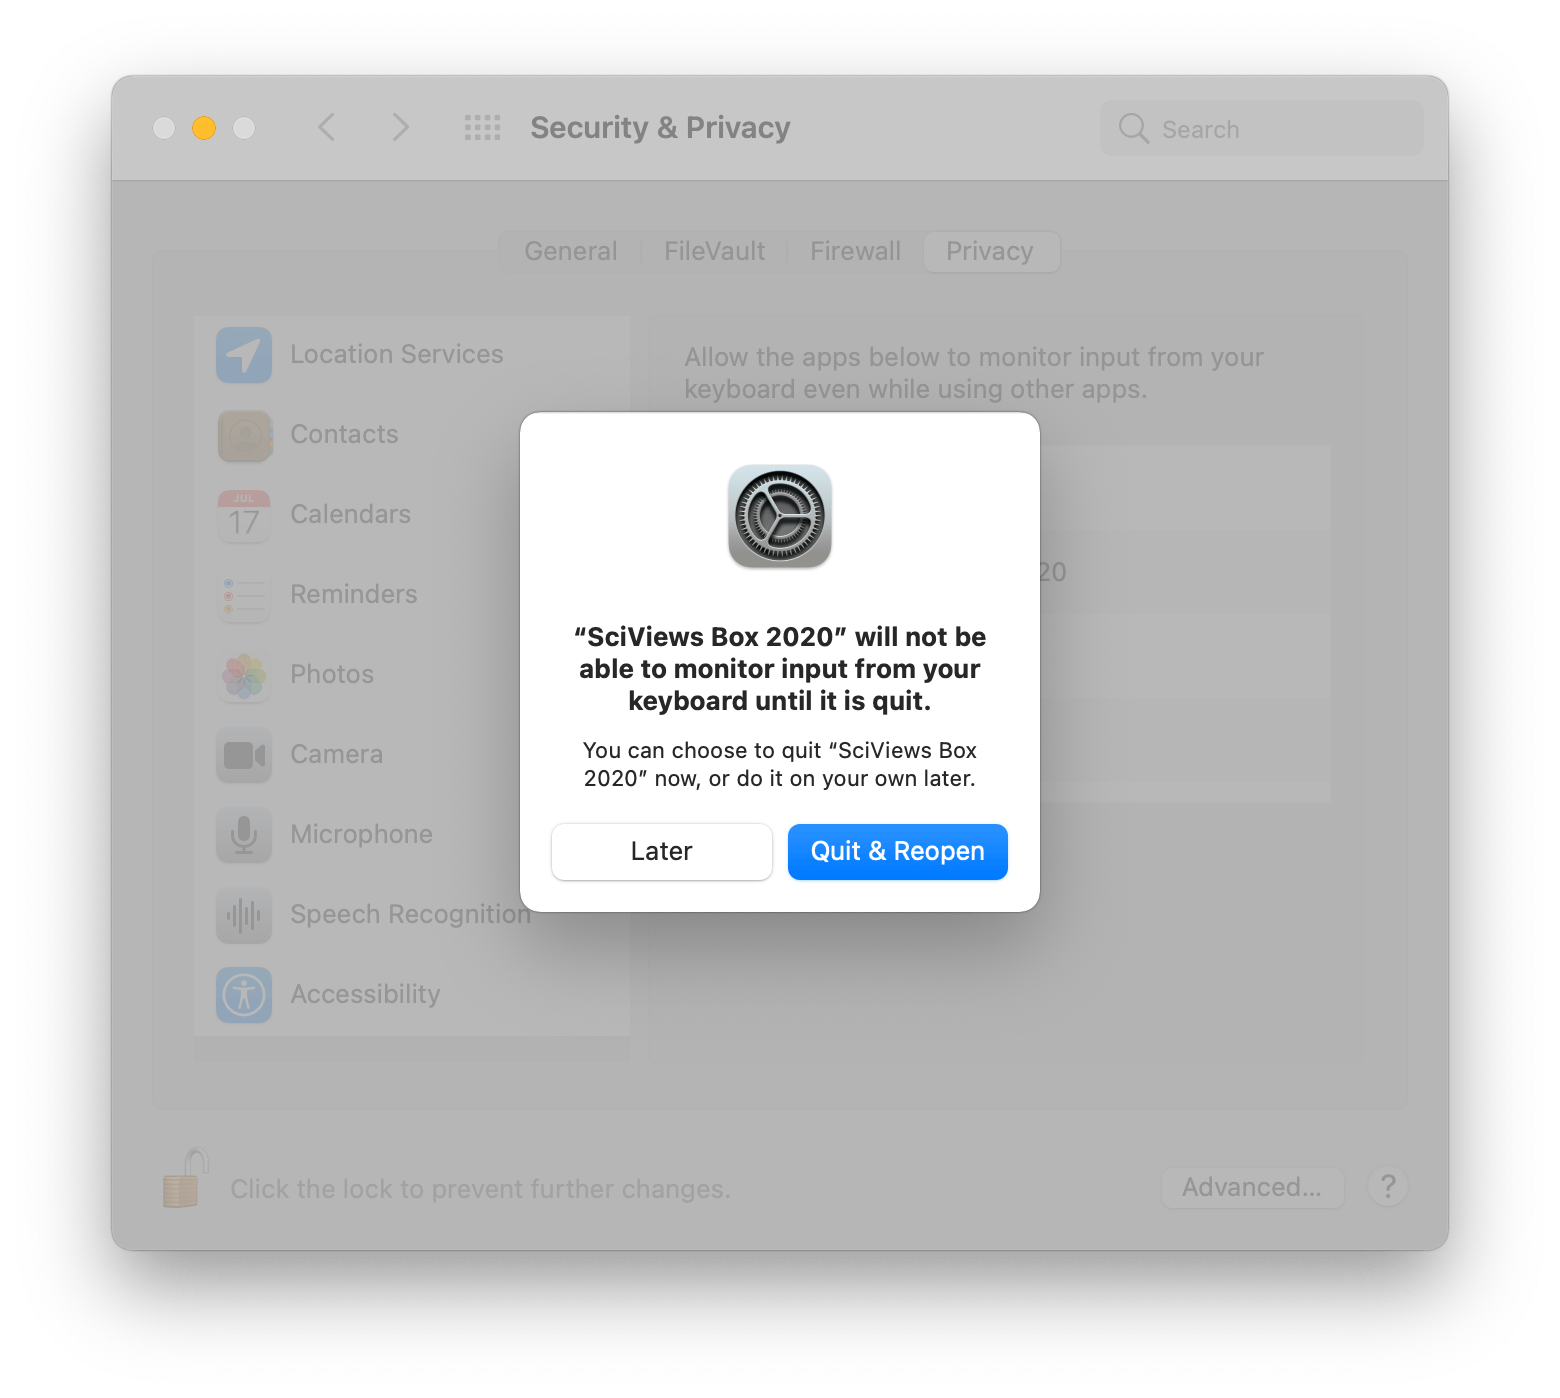 Security & Privacy
Search
General
FileVault
Firewall
Privacy
Location Services
Contacts
JUL
17
Calendars
Reminders
Photos
Camera
Microphone
Speech Recognition
Accessibility
Allow the apps below to monitor input from your
keyboard even while using other apps.
20
“SciViews Box 2020” will not be
able to monitor input from your
keyboard until it is quit.
You can choose to quit “SciViews Box
2020” now, or do it on your own later.
Later
Quit & Reopen
Click the lock to prevent further changes.
Advanced...
?